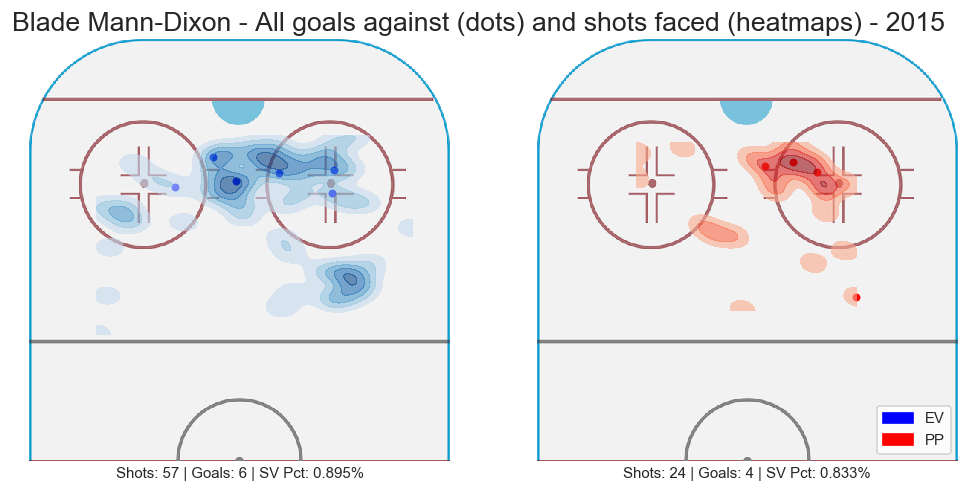 Blade Mann-Dixon - All goals against (dots) and shots faced (heatmaps) - 2015
EV
PP
Shots: 57 | Goals: 6 | SV Pct: 0.895%
Shots: 24 | Goals: 4 | SV Pct: 0.833%